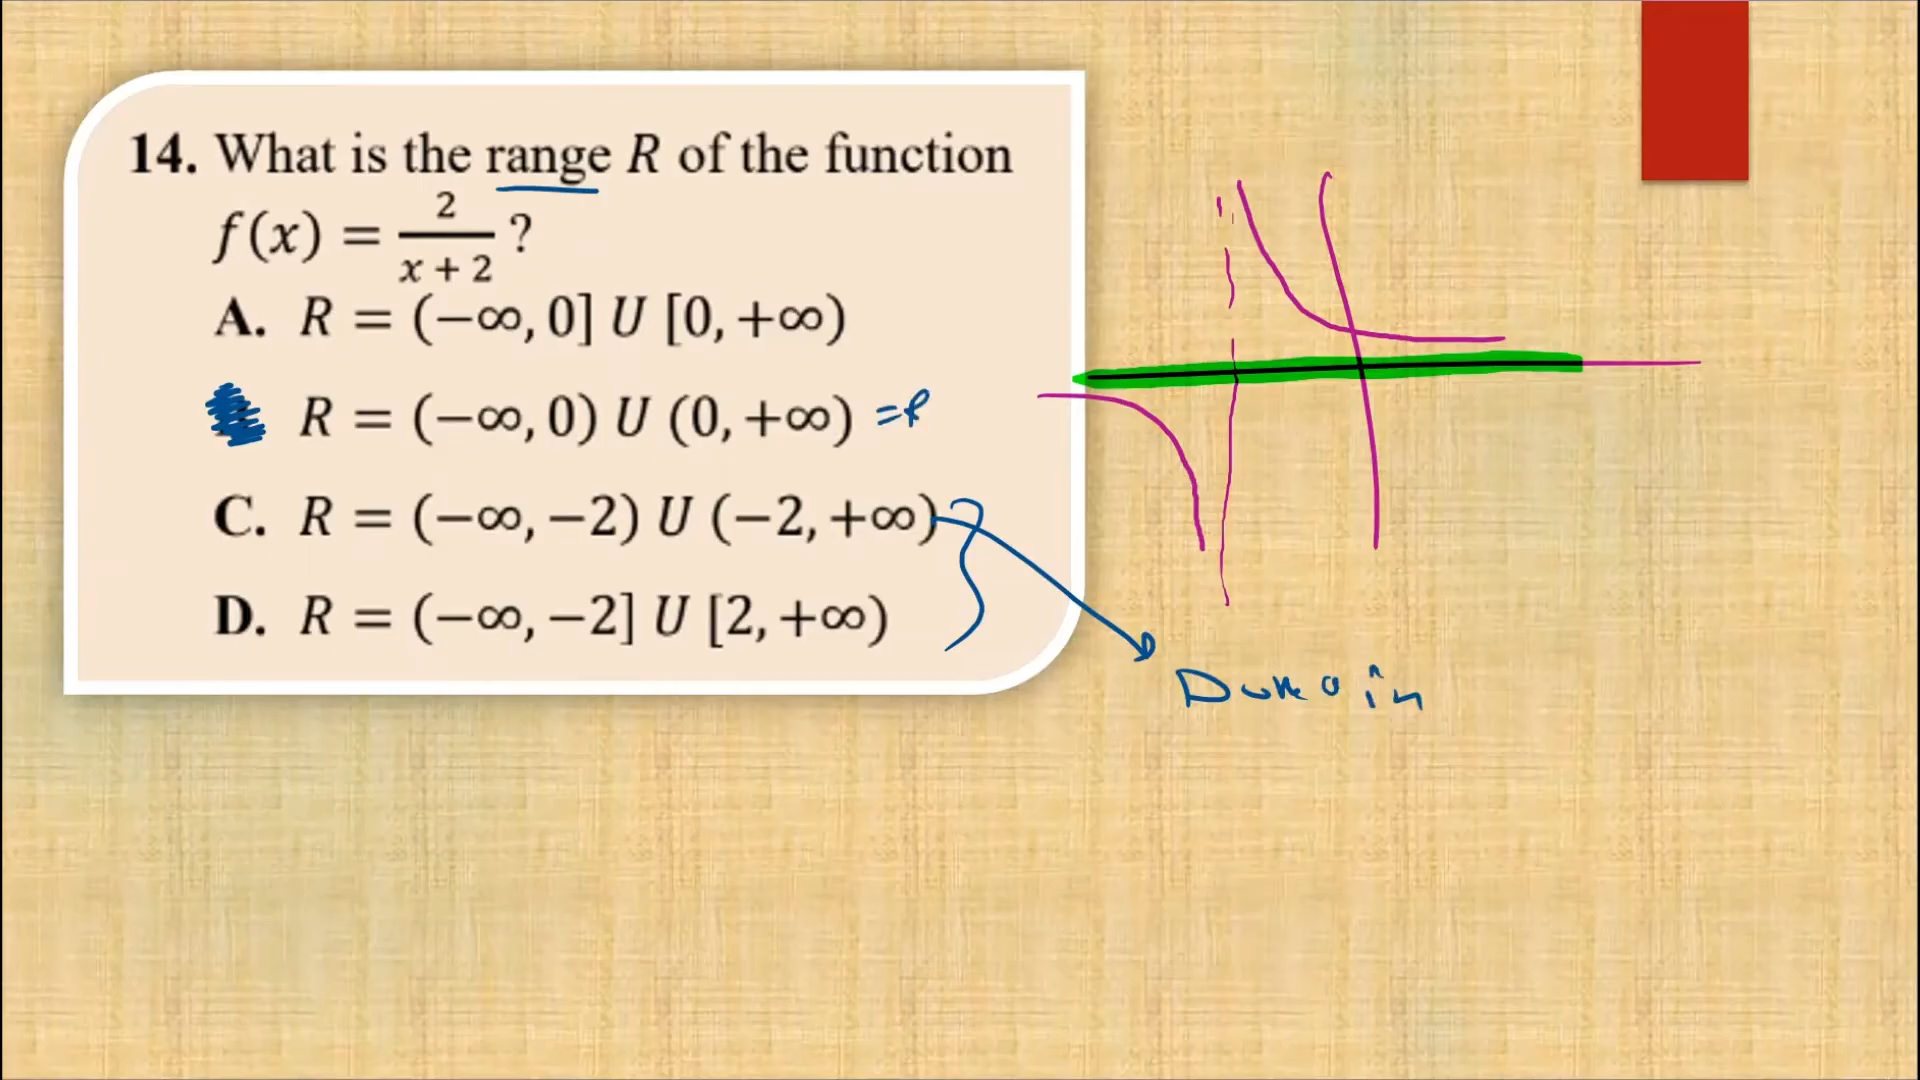 14. What is the range R of the function
f(x) = 2/(x + 2) ?
A. R = (−∞, 0] U [0, +∞)
R = (−∞, 0) U (0, +∞) =R
C. R = (−∞, −2) U (−2, +∞)
D. R = (−∞, −2] U [2, +∞)
Domain